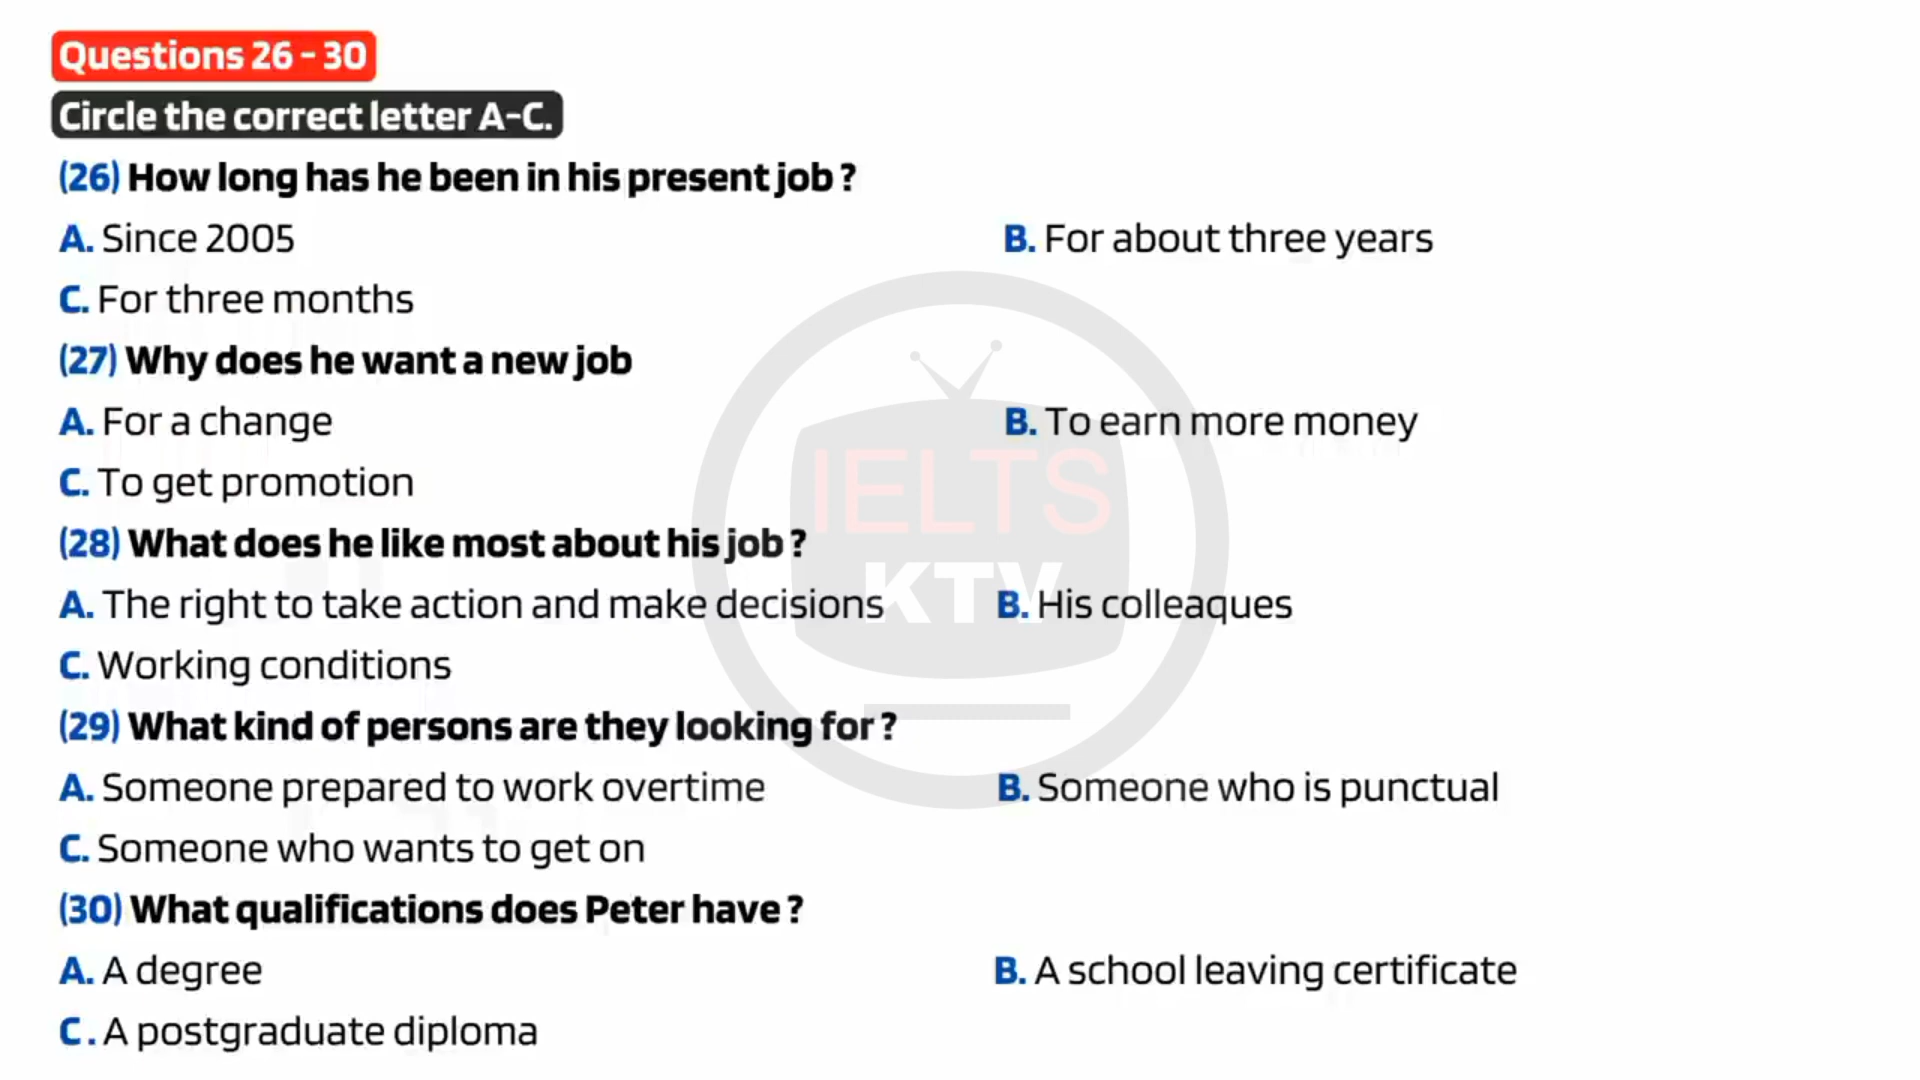 Questions 26 - 30
Circle the correct letter A-C.
(26) How long has he been in his present job ?
A. Since 2005 B. For about three years
C. For three months
(27) Why does he want a new job
A. For a change B. To earn more money
C. To get promotion
IELTS
(28) What does he like most about his job ?
KTV
A. The right to take action and make decisions B. His colleaques
C. Working conditions
(29) What kind of persons are they looking for ?
A. Someone prepared to work overtime B. Someone who is punctual
C. Someone who wants to get on
(30) What qualifications does Peter have ?
A. A degree B. A school leaving certificate
C . A postgraduate diploma